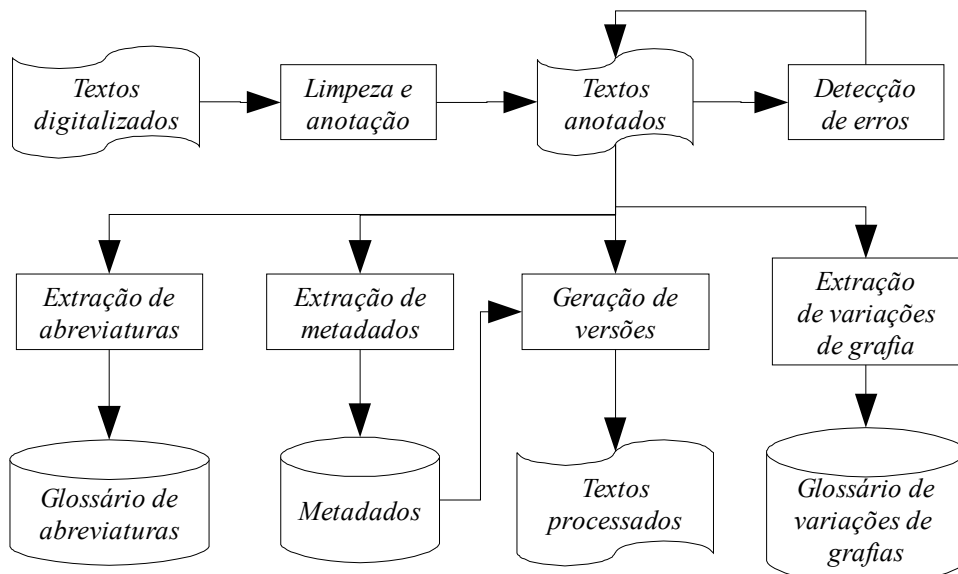 Textos
digitalizados
Limpeza e
anotação
Textos
anotados
Detecção
de erros
Extração de
abreviaturas
Extração de
metadados
Geração de
versões
Extração
de variações
de grafia
Glossário de
abreviaturas
Metadados
Textos
processados
Glossário de
variações de
grafias